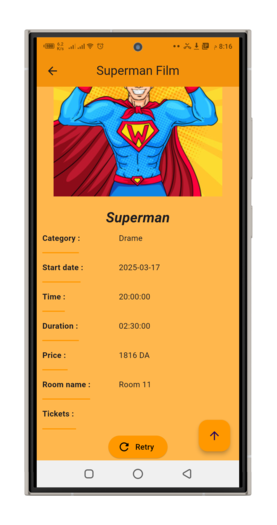 8:16
Superman Film
W
Superman
Category : Drame
Start date : 2025-03-17
Time : 20:00:00
Duration : 02:30:00
Price : 1816 DA
Room name : Room 11
Tickets :
Retry